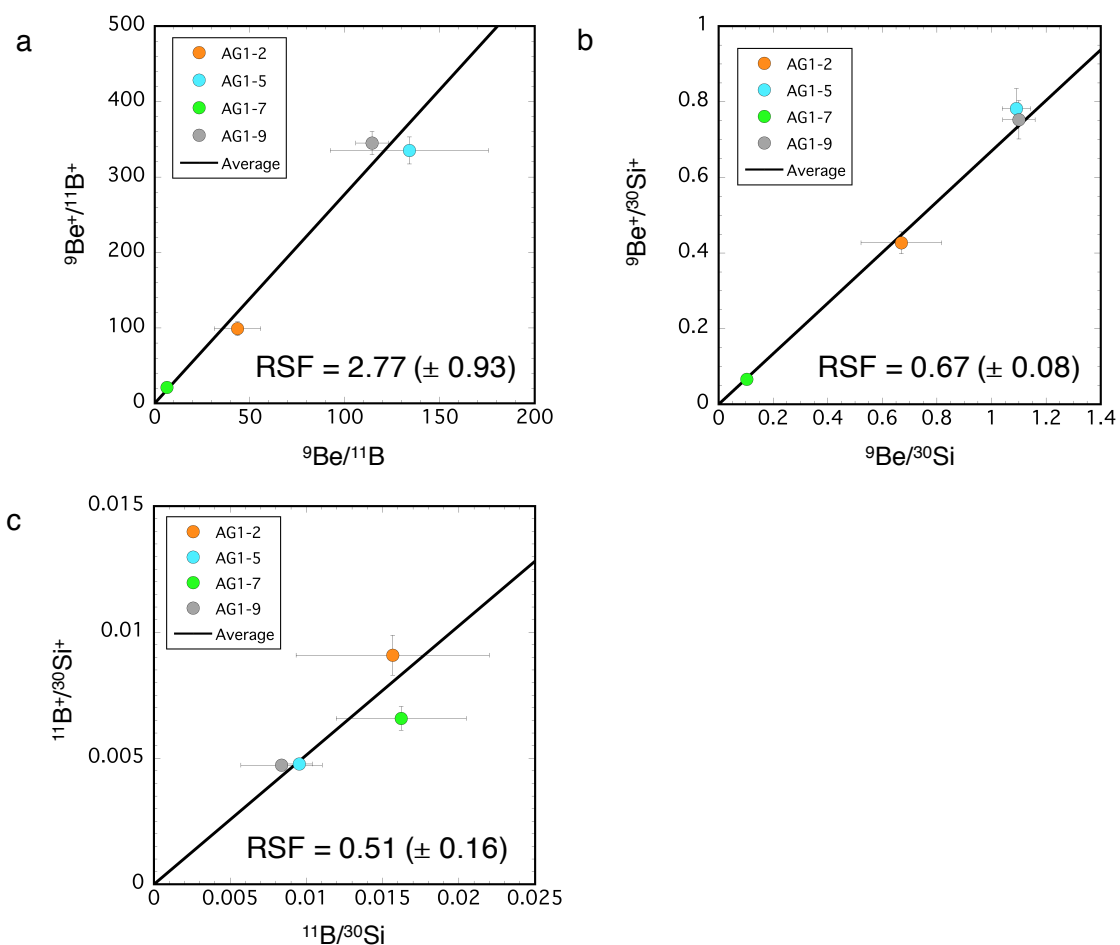 a
500
400
300
200
100
0
⁹Be⁺/¹¹B⁺
AG1-2
AG1-5
AG1-7
AG1-9
Average
RSF = 2.77 (± 0.93)
0 50 100 150 200
⁹Be/¹¹B
b
1
0.8
0.6
0.4
0.2
0
⁹Be⁺/³⁰Si⁺
AG1-2
AG1-5
AG1-7
AG1-9
Average
RSF = 0.67 (± 0.08)
0 0.2 0.4 0.6 0.8 1 1.2 1.4
⁹Be/³⁰Si
c
0.015
0.01
0.005
0
¹¹B⁺/³⁰Si⁺
AG1-2
AG1-5
AG1-7
AG1-9
Average
RSF = 0.51 (± 0.16)
0 0.005 0.01 0.015 0.02 0.025
¹¹B/³⁰Si